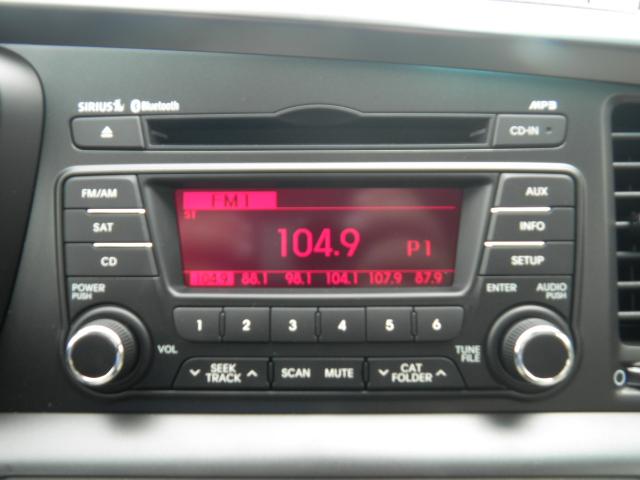 SIRIUS Bluetooth MP3
CD-IN
FM/AM FM1 AUX
ST
SAT 104.9 P1 INFO
CD SETUP
104.9 88.1 98.1 104.1 107.9 87.9
POWER PUSH ENTER AUDIO PUSH
1 2 3 4 5 6
VOL SEEK TRACK SCAN MUTE CAT FOLDER TUNE FILE